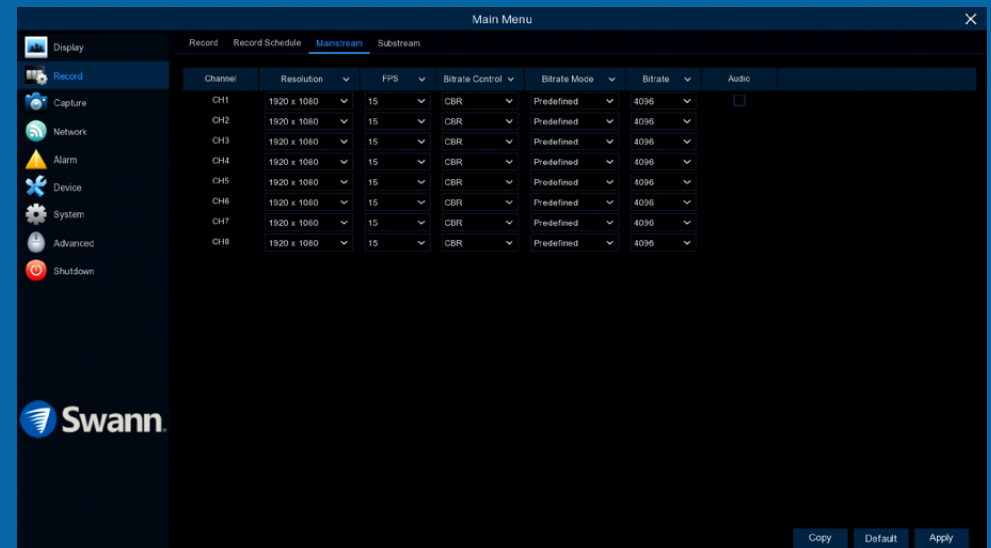 Main Menu
Display
Record Record Schedule Mainstream Substream
Record
Channel Resolution FPS Bitrate Control Bitrate Mode Bitrate Audio
Capture
CH1 1920 x 1080 15 CBR Predefined 4096
CH2 1920 x 1080 15 CBR Predefined 4096
Network
CH3 1920 x 1080 15 CBR Predefined 4096
Alarm
CH4 1920 x 1080 15 CBR Predefined 4096
Device
CH5 1920 x 1080 15 CBR Predefined 4096
CH6 1920 x 1080 15 CBR Predefined 4096
System
CH7 1920 x 1080 15 CBR Predefined 4096
Advanced
CH8 1920 x 1080 15 CBR Predefined 4096
Shutdown
Swann
Copy Default Apply